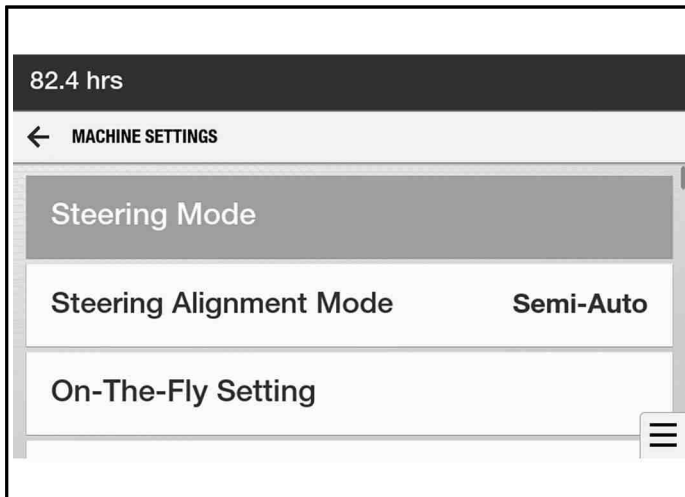 82.4 hrs
MACHINE SETTINGS
Steering Mode
Steering Alignment Mode Semi-Auto
On-The-Fly Setting